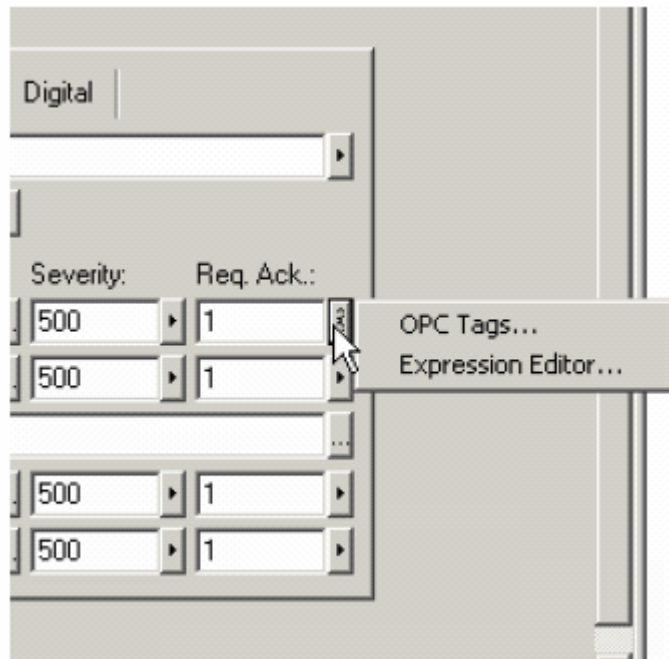 Digital
Severity: Req. Ack.:
500 1 OPC Tags...
500 1 Expression Editor...
...
500 1
500 1